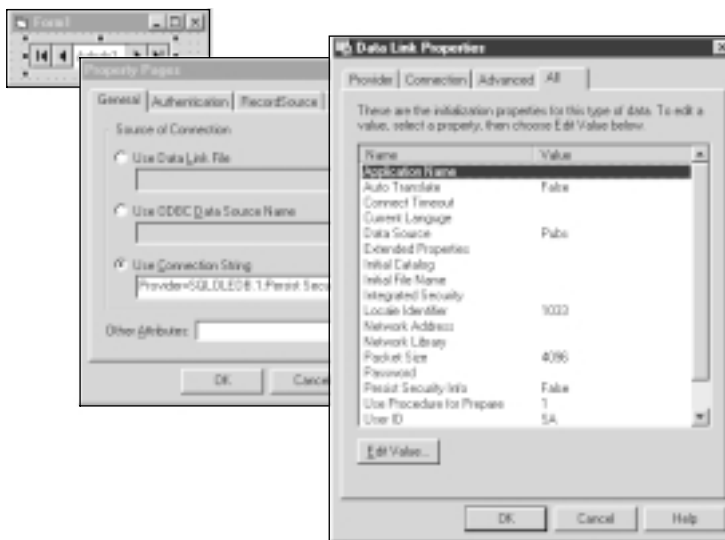 Form1
Property Pages
General Authentication RecordSource
Source of Connection
Use Data Link File
Use ODBC Data Source Name
Use Connection String
Provider=SQLOLEDB.1;Persist Secu
Other Attributes:
OK Cancel
Data Link Properties
Provider Connection Advanced All
These are the initialization properties for this type of data. To edit a
value, select a property, then choose Edit Value below.
Name Value
Application Name
Auto Translate False
Connect Timeout
Current Language
Data Source Pubs
Extended Properties
Initial Catalog
Initial File Name
Integrated Security
Locale Identifier 1033
Network Address
Network Library
Packet Size 4096
Password
Persist Security Info False
Use Procedure for Prepare 1
User ID SA
Edit Value...
OK Cancel Help